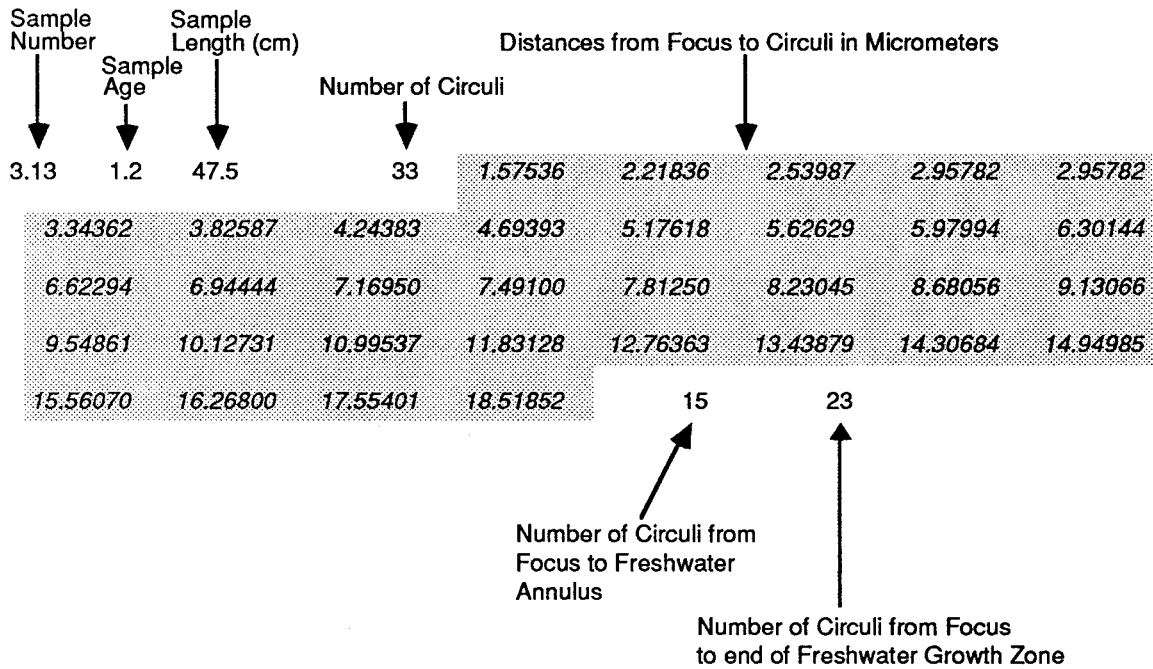 Sample Number
Sample Age
Sample Length (cm)
Number of Circuli
Distances from Focus to Circuli in Micrometers
3.13 1.2 47.5 33 1.57536 2.21836 2.53987 2.95782 2.95782
3.34362 3.82587 4.24383 4.69393 5.17618 5.62629 5.97994 6.30144
6.62294 6.94444 7.16950 7.49100 7.81250 8.23045 8.68056 9.13066
9.54861 10.12731 10.99537 11.83128 12.76363 13.43879 14.30684 14.94985
15.56070 16.26800 17.55401 18.51852 15 23
Number of Circuli from
Focus to Freshwater
Annulus
Number of Circuli from Focus
to end of Freshwater Growth Zone